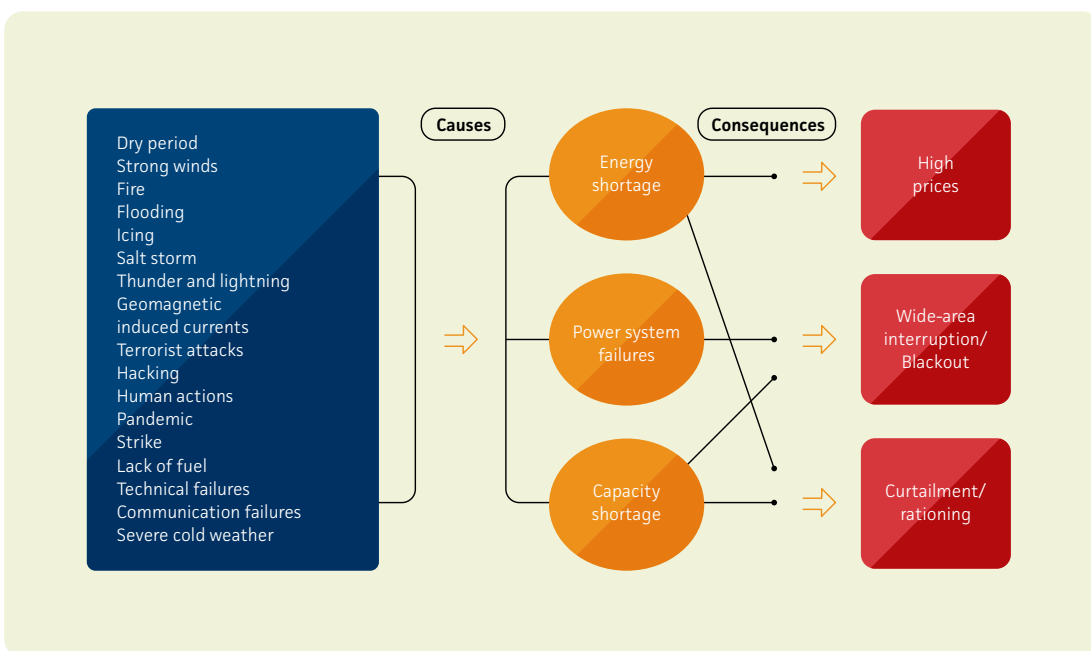 Dry period
Strong winds
Fire
Flooding
Icing
Salt storm
Thunder and lightning
Geomagnetic
induced currents
Terrorist attacks
Hacking
Human actions
Pandemic
Strike
Lack of fuel
Technical failures
Communication failures
Severe cold weather
Causes
Energy
shortage
Power system
failures
Capacity
shortage
Consequences
High
prices
Wide-area
interruption/
Blackout
Curtailment/
rationing